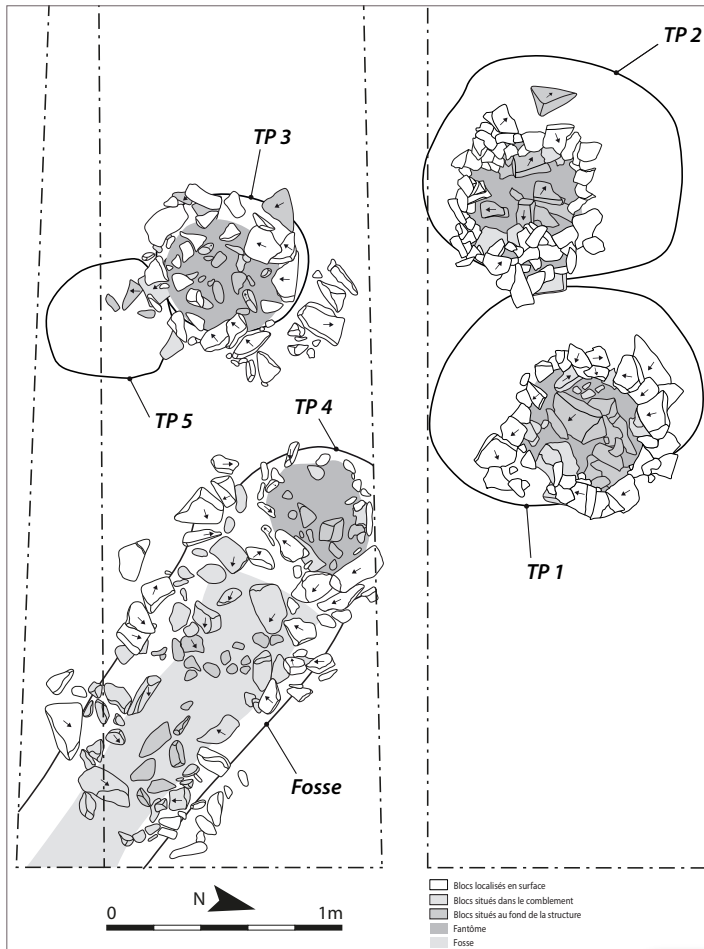 TP 2
TP 3
TP 5
TP 4
TP 1
Fosse
N
0 1m
Blocs localisés en surface
Blocs situés dans le comblement
Blocs situés au fond de la structure
Fantôme
Fosse